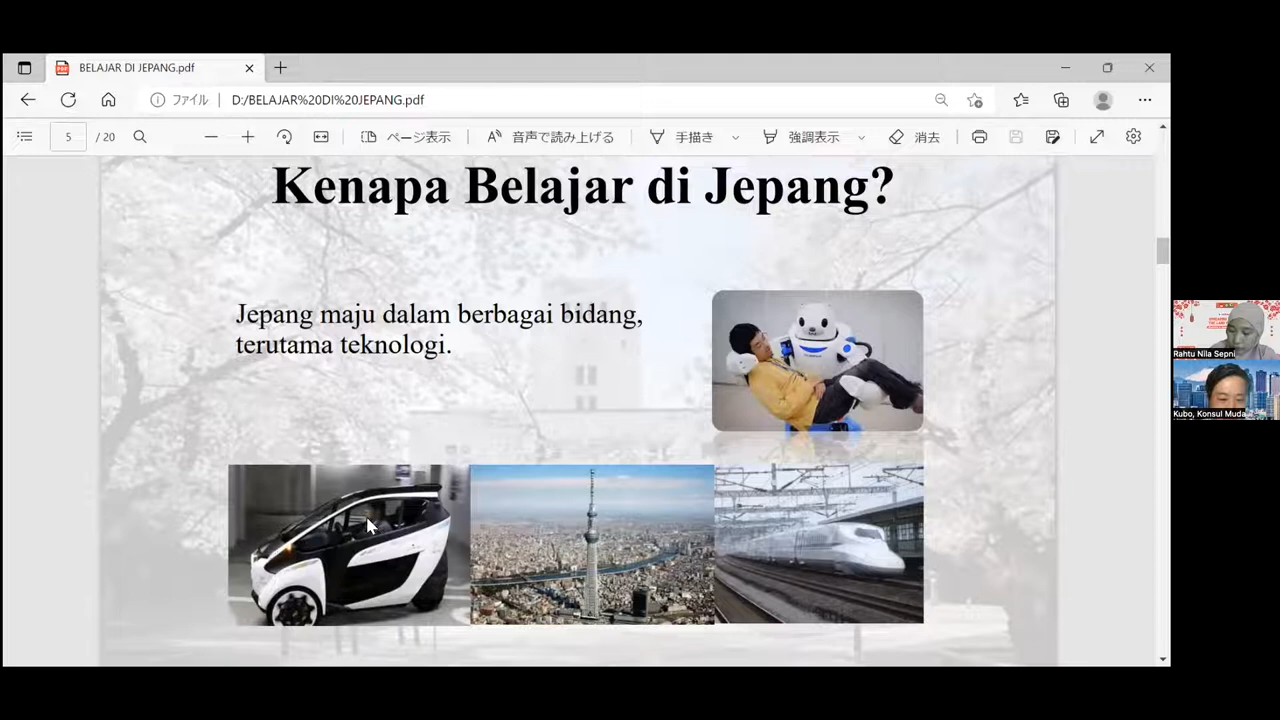 BELAJAR DI JEPANG.pdf
ファイル
D:/BELAJAR%20DI%20JEPANG.pdf
5 / 20
ページ表示
音声で読み上げる
手描き
強調表示
消去
Kenapa Belajar di Jepang?
Jepang maju dalam berbagai bidang,
terutama teknologi.
Rahtu Nila Sepni
Kubo, Konsul Muda